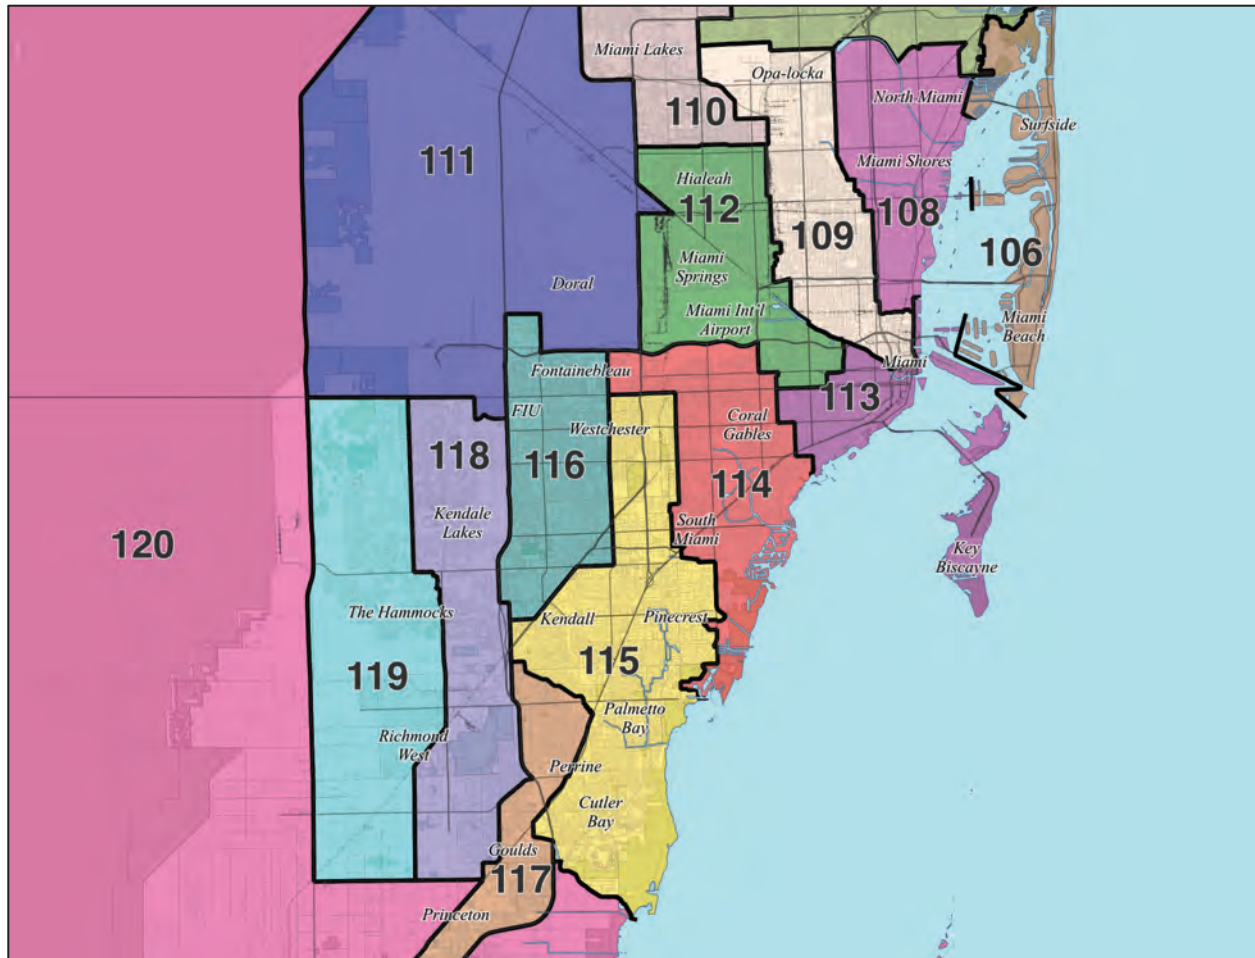 Miami Lakes
Opa-locka
110
North Miami
Surfside
111
Miami Shores
Hialeah
112
108
109
106
Miami
Springs
Doral
Miami Int'l
Airport
Miami
Beach
Fontainebleau
Miami
113
FIU
Westchester
Coral
Gables
118
116
114
Kendale
Lakes
South
Miami
120
Key
Biscayne
The Hammocks
Kendall
Pinecrest
119
115
Palmetto
Bay
Richmond
West
Perrine
Cutler
Bay
Goulds
117
Princeton